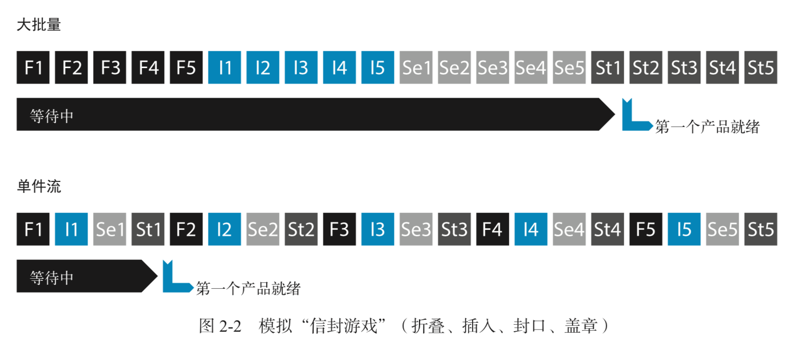 大批量
F1 F2 F3 F4 F5 I1 I2 I3 I4 I5 Se1 Se2 Se3 Se4 Se5 St1 St2 St3 St4 St5
等待中
第一个产品就绪
单件流
F1 I1 Se1 St1 F2 I2 Se2 St2 F3 I3 Se3 St3 F4 I4 Se4 St4 F5 I5 Se5 St5
等待中
第一个产品就绪
图 2-2 模拟“信封游戏”（折叠、插入、封口、盖章）